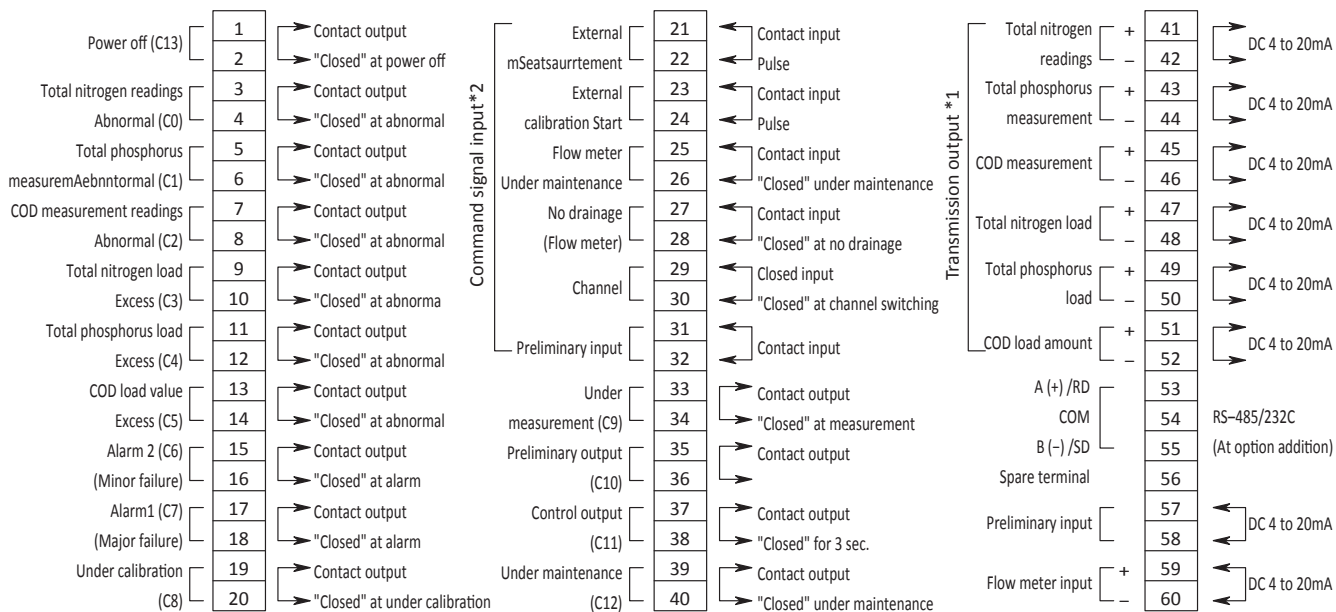 Power off (C13)
1
Contact output
2
"Closed" at power off
Total nitrogen readings
3
Contact output
Abnormal (C0)
4
"Closed" at abnormal
Total phosphorus
5
Contact output
measuremAebnntormal (C1)
6
"Closed" at abnormal
COD measurement readings
7
Contact output
Abnormal (C2)
8
"Closed" at abnormal
Total nitrogen load
9
Contact output
Excess (C3)
10
"Closed" at abnorma
Total phosphorus load
11
Contact output
Excess (C4)
12
"Closed" at abnormal
COD load value
13
Contact output
Excess (C5)
14
"Closed" at abnormal
Alarm 2 (C6)
15
Contact output
(Minor failure)
16
"Closed" at alarm
Alarm1 (C7)
17
Contact output
(Major failure)
18
"Closed" at alarm
Under calibration
19
Contact output
(C8)
20
"Closed" at under calibration
Command signal input*2
External
21
Contact input
mSeatsaurrtement
22
Pulse
External
23
Contact input
calibration Start
24
Pulse
Flow meter
25
Contact input
Under maintenance
26
"Closed" under maintenance
No drainage
27
Contact input
(Flow meter)
28
"Closed" at no drainage
Channel
29
Closed input
30
"Closed" at channel switching
Preliminary input
31
Contact input
32
Under
33
Contact output
measurement (C9)
34
"Closed" at measurement
Preliminary output
35
Contact output
(C10)
36
Control output
37
Contact output
(C11)
38
"Closed" for 3 sec.
Under maintenance
39
Contact output
(C12)
40
"Closed" under maintenance
Transmission output *1
Total nitrogen
+
41
DC 4 to 20mA
readings
−
42
Total phosphorus
+
43
DC 4 to 20mA
measurement
−
44
COD measurement
+
45
DC 4 to 20mA
−
46
Total nitrogen load
+
47
DC 4 to 20mA
−
48
Total phosphorus
+
49
DC 4 to 20mA
load
−
50
COD load amount
+
51
DC 4 to 20mA
−
52
A (+) /RD
53
COM
54
RS−485/232C
B (−) /SD
55
(At option addition)
Spare terminal
56
Preliminary input
57
DC 4 to 20mA
58
Flow meter input
+
59
DC 4 to 20mA
−
60